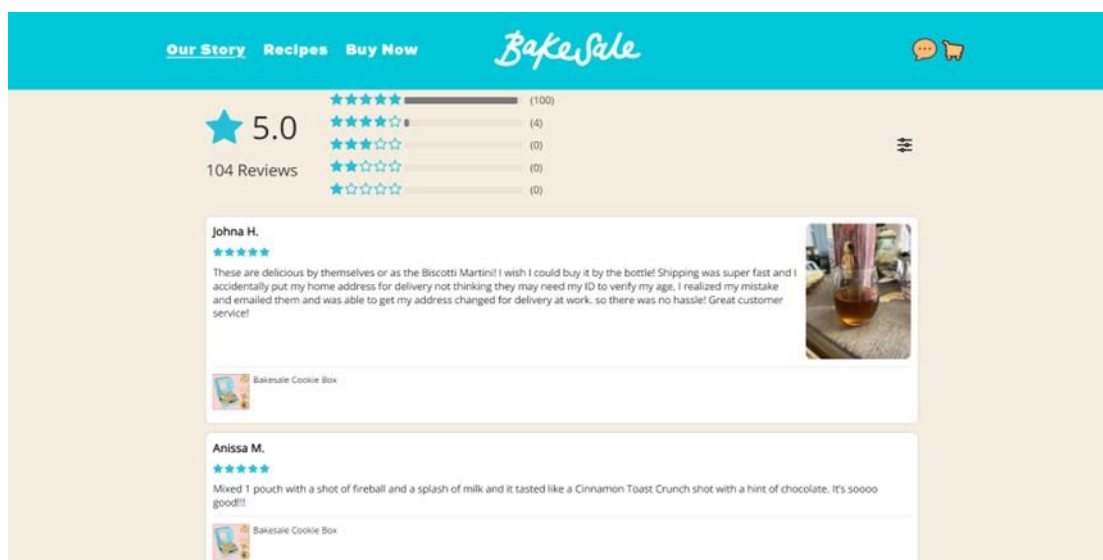 Our Story Recipes Buy Now BakeSale
5.0
104 Reviews
(100)
(4)
(0)
(0)
(0)
Johna H.
These are delicious by themselves or as the Biscotti Martini! I wish I could buy it by the bottle! Shipping was super fast and I
accidentally put my home address for delivery not thinking they may need my ID to verify my age, I realized my mistake
and emailed them and was able to get my address changed for delivery at work. so there was no hassle! Great customer
service!
Bakesale Cookie Box
Anissa M.
Mixed 1 pouch with a shot of fireball and a splash of milk and it tasted like a Cinnamon Toast Crunch shot with a hint of chocolate. It's soooo
good!!!
Bakesale Cookie Box